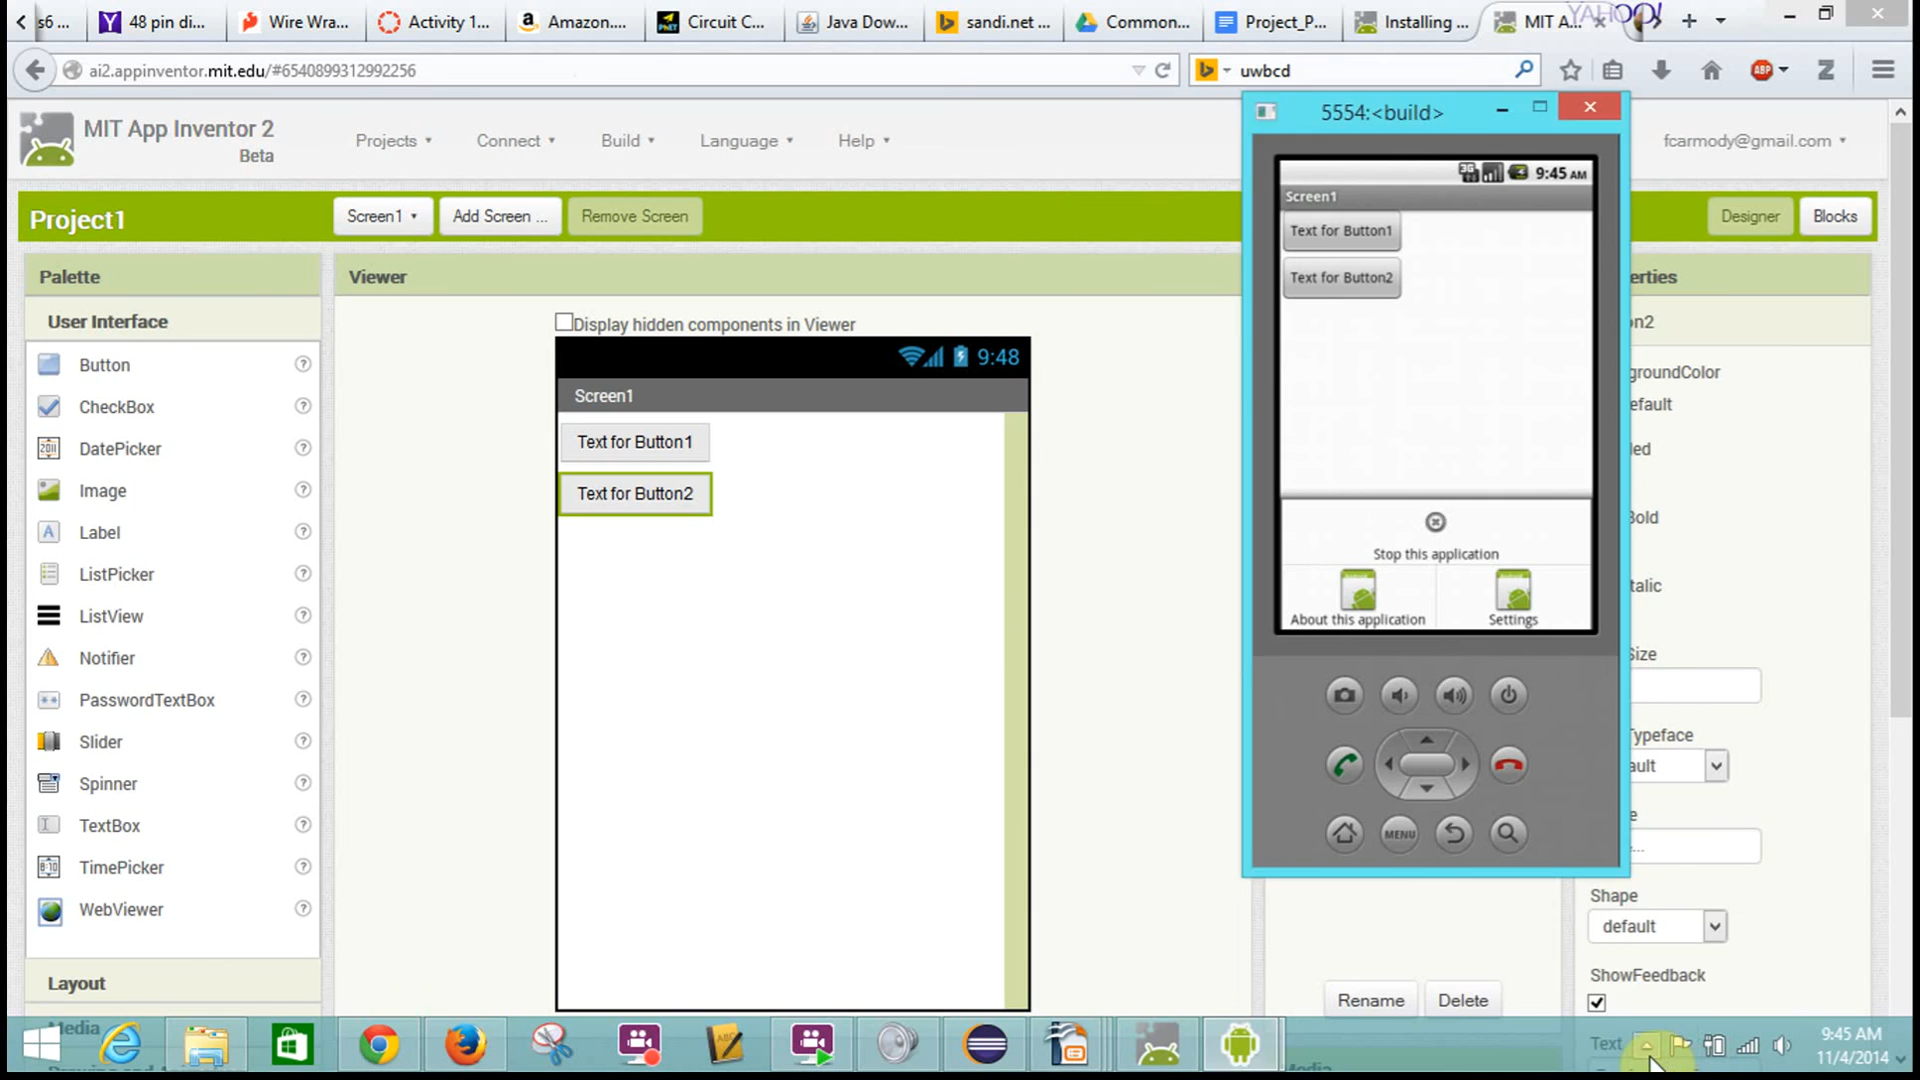 s6 ...
48 pin di...
Wire Wra...
Activity 1...
Amazon....
Circuit C...
Java Dow...
sandi.net ...
Common...
Project_P...
Installing ...
MIT A...
YAHOO!
ai2.appinventor.mit.edu/#6540899312992256
uwbcd
ABP
MIT App Inventor 2
Beta
Projects
Connect
Build
Language
Help
fcarmody@gmail.com
Project1
Screen1
Add Screen ...
Remove Screen
Designer
Blocks
Palette
User Interface
Button
CheckBox
DatePicker
Image
Label
ListPicker
ListView
Notifier
PasswordTextBox
Slider
Spinner
TextBox
TimePicker
WebViewer
Layout
Media
Viewer
Display hidden components in Viewer
9:48
Screen1
Text for Button1
Text for Button2
5554:<build>
9:45 AM
Screen1
Text for Button1
Text for Button2
Stop this application
About this application
Settings
MENU
Rename
Delete
erties
on2
groundColor
efault
led
Bold
talic
Size
Typeface
ault
e
...
Shape
default
ShowFeedback
Text
9:45 AM
11/4/2014